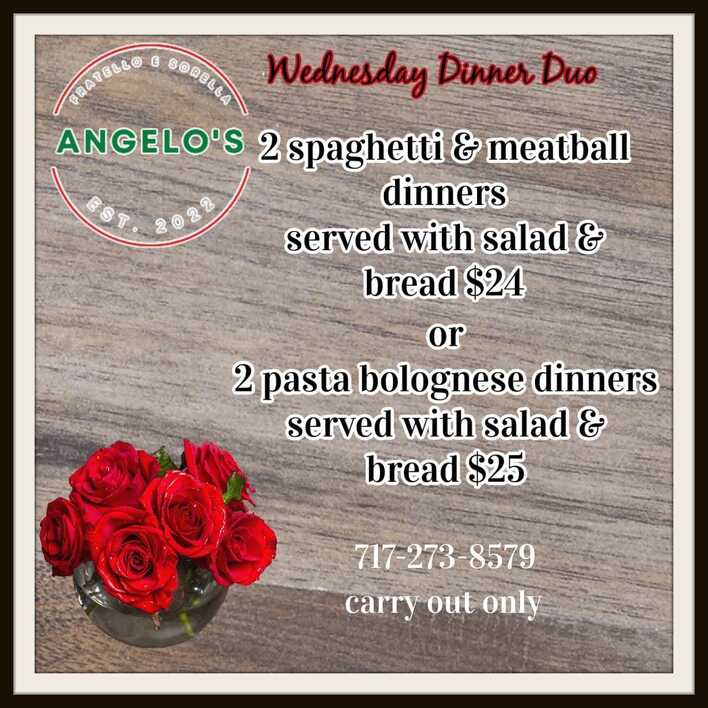 FRATELLO E SORELLA
ANGELO'S
EST. 2022
Wednesday Dinner Duo
2 spaghetti & meatball
dinners
served with salad &
bread $24
or
2 pasta bolognese dinners
served with salad &
bread $25
717-273-8579
carry out only